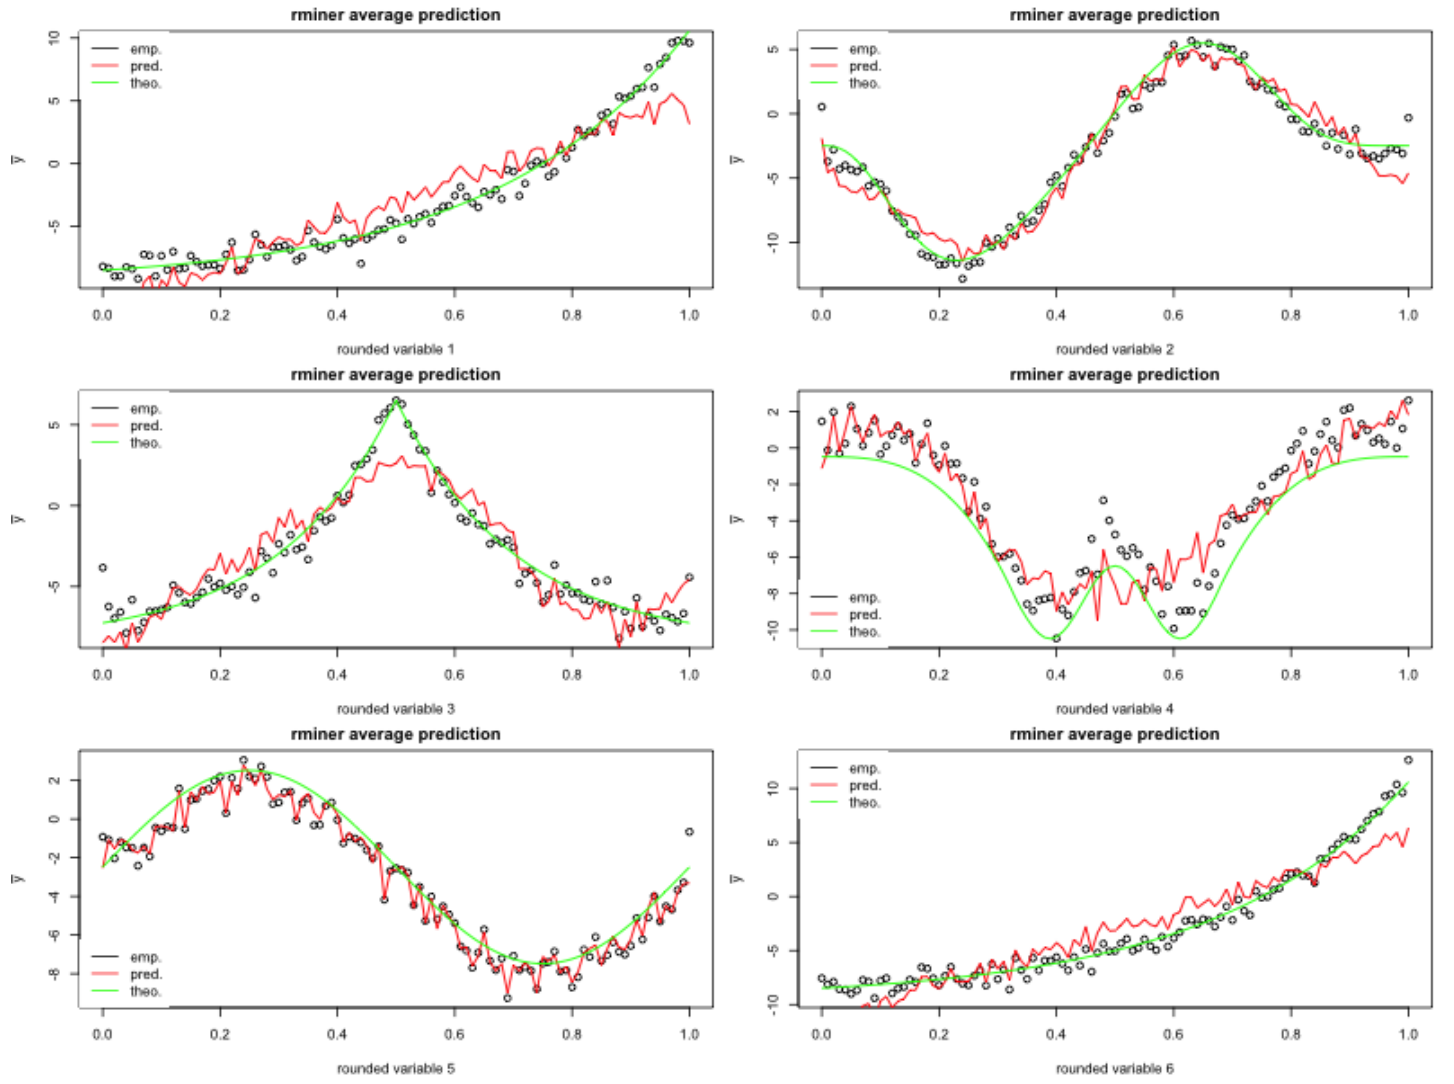 rminer average prediction
emp.
pred.
theo.
10
5
0
-5
y
0.0 0.2 0.4 0.6 0.8 1.0
rounded variable 1
rminer average prediction
emp.
pred.
theo.
5
0
-5
-10
y
0.0 0.2 0.4 0.6 0.8 1.0
rounded variable 2
rminer average prediction
emp.
pred.
theo.
5
0
-5
y
0.0 0.2 0.4 0.6 0.8 1.0
rounded variable 3
rminer average prediction
2
0
-2
-4
-6
-8
-10
y
emp.
pred.
theo.
0.0 0.2 0.4 0.6 0.8 1.0
rounded variable 4
rminer average prediction
2
0
-2
-4
-6
-8
y
emp.
pred.
theo.
0.0 0.2 0.4 0.6 0.8 1.0
rounded variable 5
rminer average prediction
emp.
pred.
theo.
10
5
0
-5
-10
y
0.0 0.2 0.4 0.6 0.8 1.0
rounded variable 6